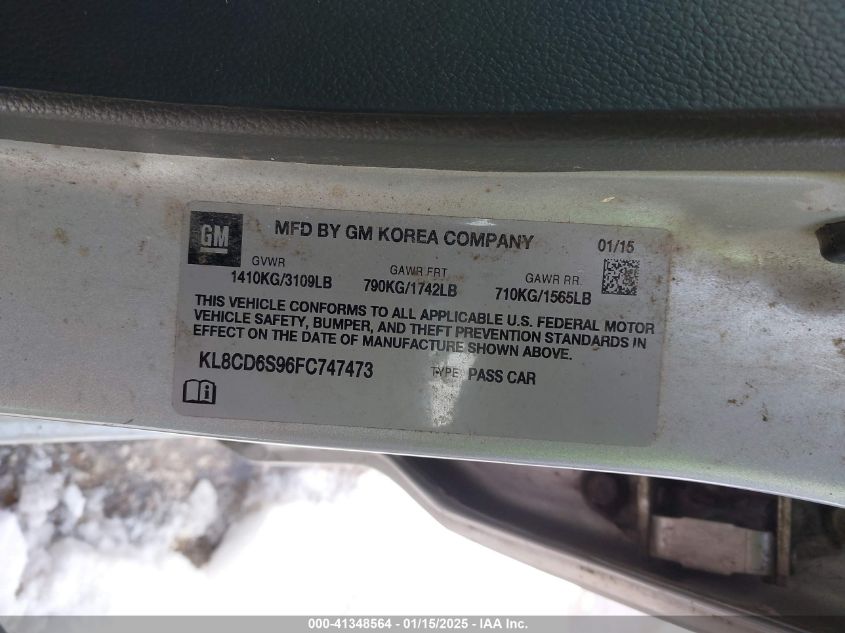 GM
MFD BY GM KOREA COMPANY 01/15
GVWR GAWR FRT GAWR RR
1410KG/3109LB 790KG/1742LB 710KG/1565LB
THIS VEHICLE CONFORMS TO ALL APPLICABLE U.S. FEDERAL MOTOR
VEHICLE SAFETY, BUMPER, AND THEFT PREVENTION STANDARDS IN
EFFECT ON THE DATE OF MANUFACTURE SHOWN ABOVE.
KL8CD6S96FC747473 TYPE: PASS CAR
000-41348564 - 01/15/2025 - IAA Inc.